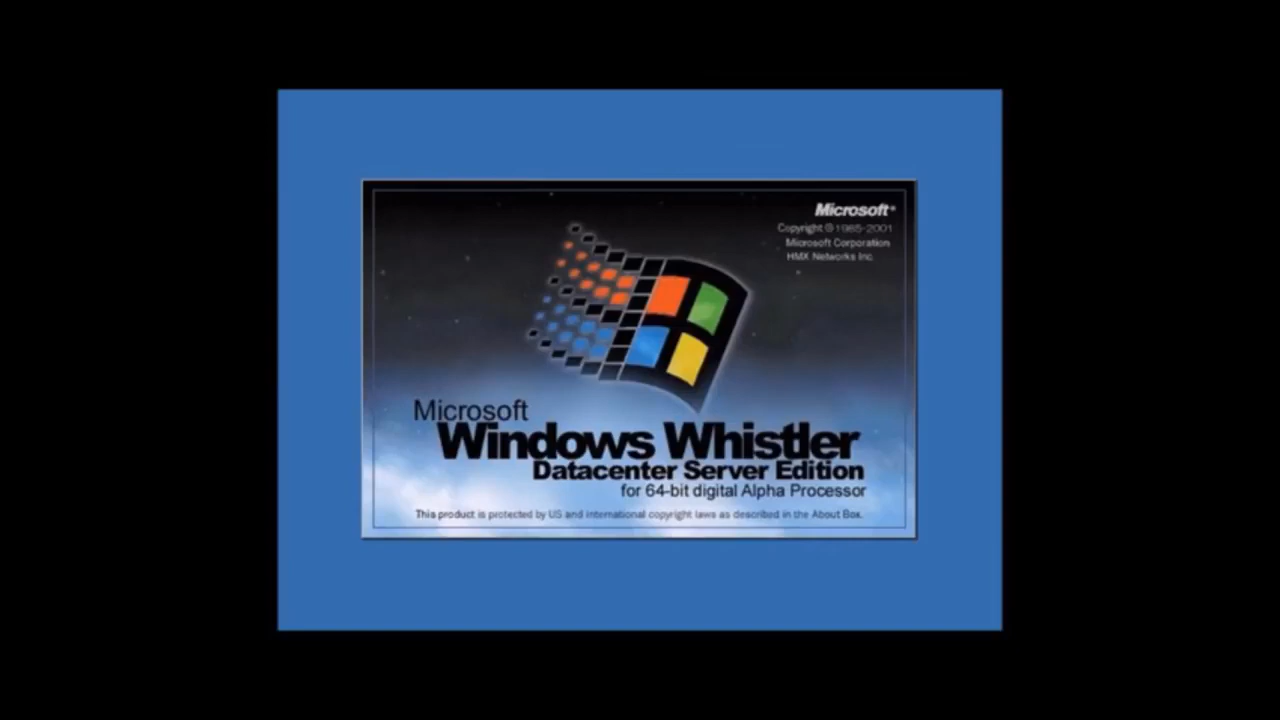 Microsoft®
Copyright © 1985-2001
Microsoft Corporation
HMX Networks Inc.
Microsoft
Windows Whistler
Datacenter Server Edition
for 64-bit digital Alpha Processor
This product is protected by US and international copyright laws as described in the About Box.